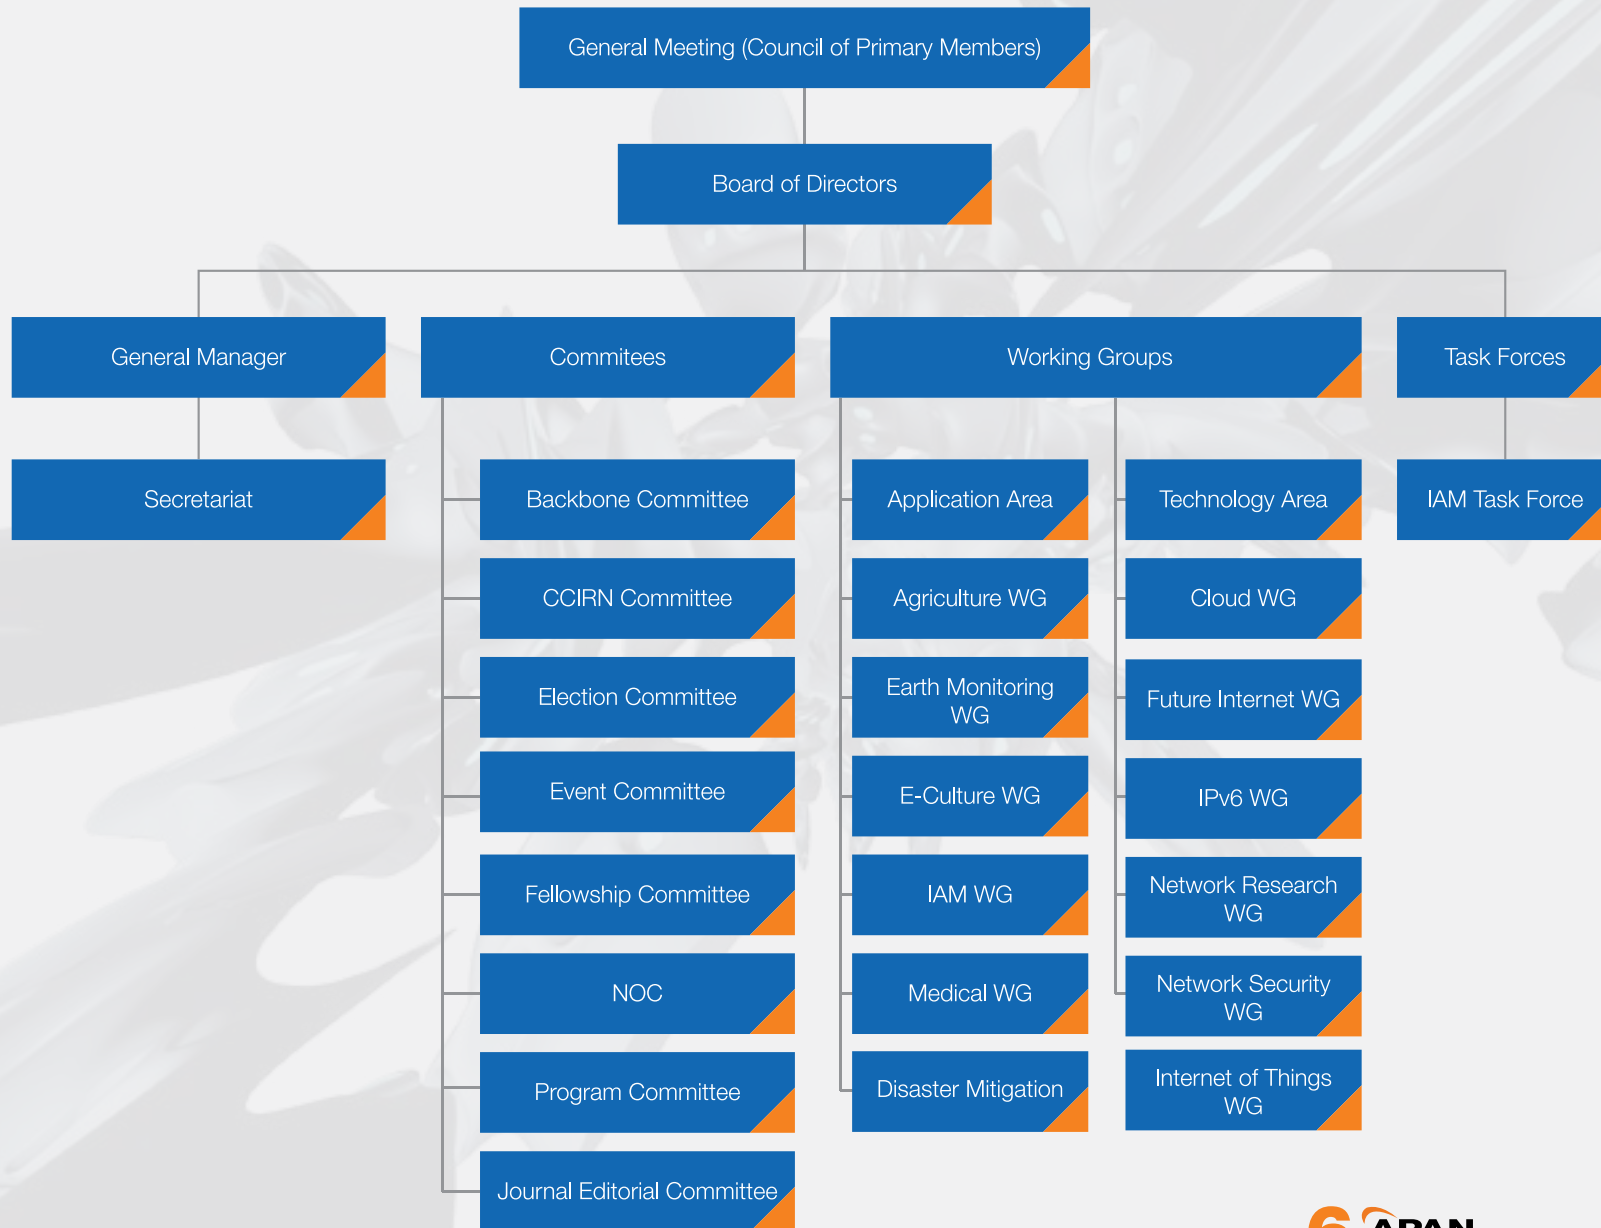 General Meeting (Council of Primary Members)
Board of Directors
General Manager
Commitees
Working Groups
Task Forces
Secretariat
Backbone Committee
CCIRN Committee
Election Committee
Event Committee
Fellowship Committee
NOC
Program Committee
Journal Editorial Committee
Application Area
Agriculture WG
Earth Monitoring
WG
E-Culture WG
IAM WG
Medical WG
Disaster Mitigation
Technology Area
Cloud WG
Future Internet WG
IPv6 WG
Network Research
WG
Network Security
WG
Internet of Things
WG
IAM Task Force
6
APAN